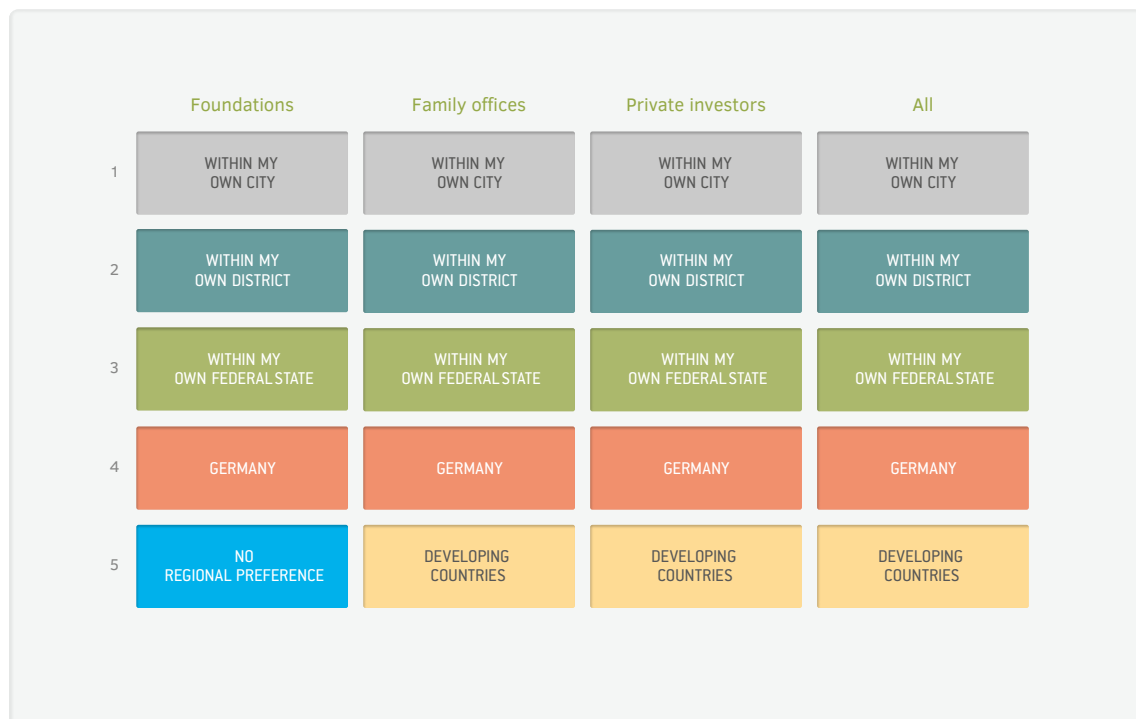 Foundations Family offices Private investors All
1
WITHIN MY
OWN CITY
WITHIN MY
OWN CITY
WITHIN MY
OWN CITY
WITHIN MY
OWN CITY
2
WITHIN MY
OWN DISTRICT
WITHIN MY
OWN DISTRICT
WITHIN MY
OWN DISTRICT
WITHIN MY
OWN DISTRICT
3
WITHIN MY
OWN FEDERAL STATE
WITHIN MY
OWN FEDERAL STATE
WITHIN MY
OWN FEDERAL STATE
WITHIN MY
OWN FEDERAL STATE
4
GERMANY
GERMANY
GERMANY
GERMANY
5
NO
REGIONAL PREFERENCE
DEVELOPING
COUNTRIES
DEVELOPING
COUNTRIES
DEVELOPING
COUNTRIES